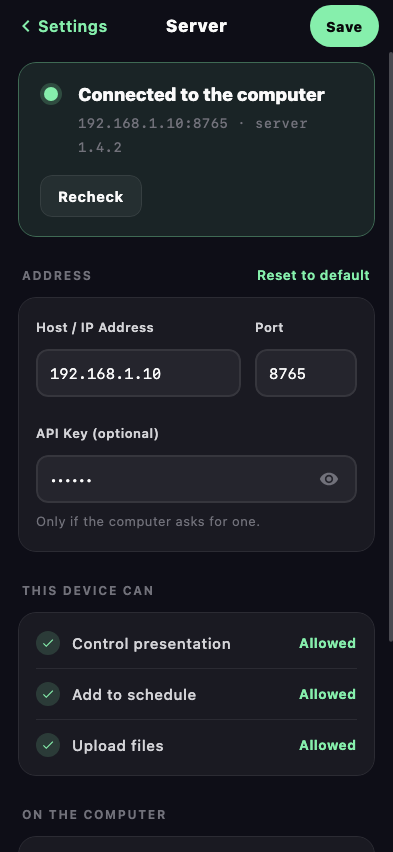 Settings
Server
Save
Connected to the computer
192.168.1.10:8765 · server
1.4.2
Recheck
ADDRESS
Reset to default
Host / IP Address
Port
192.168.1.10
8765
API Key (optional)
••••••
Only if the computer asks for one.
THIS DEVICE CAN
Control presentation
Allowed
Add to schedule
Allowed
Upload files
Allowed
ON THE COMPUTER